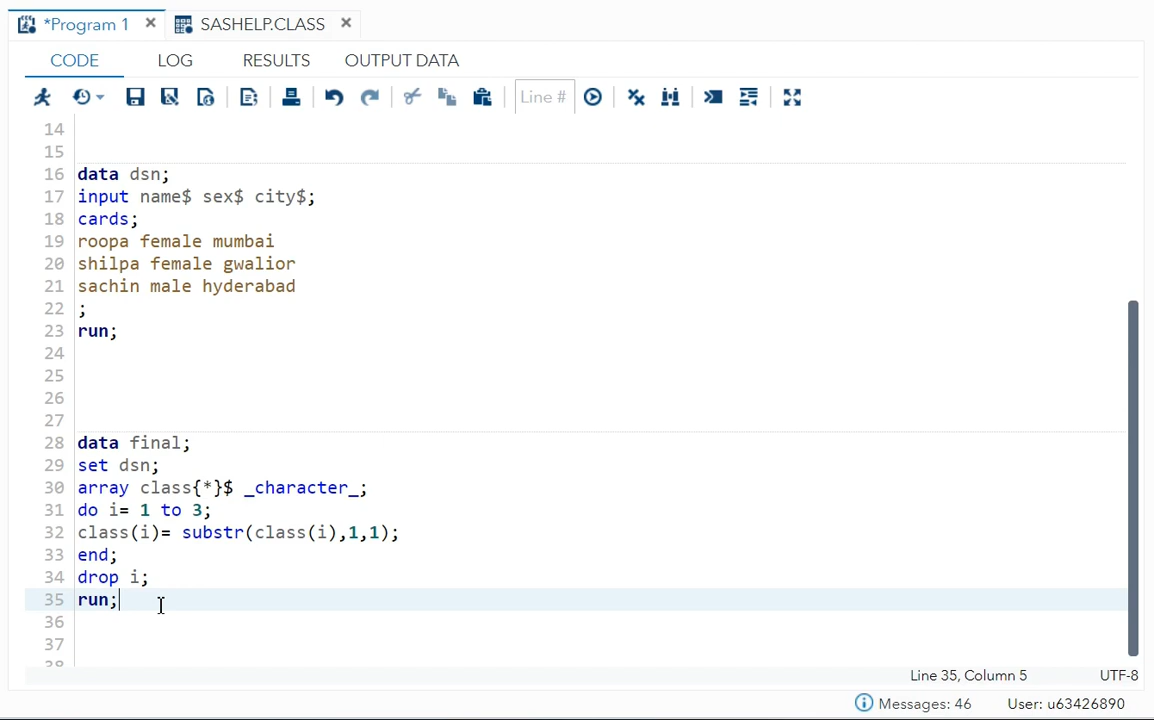 *Program 1 × SASHELP.CLASS ×
CODE LOG RESULTS OUTPUT DATA
Line #
14
15
16 data dsn;
17 input name$ sex$ city$;
18 cards;
19 roopa female mumbai
20 shilpa female gwalior
21 sachin male hyderabad
22 ;
23 run;
24
25
26
27
28 data final;
29 set dsn;
30 array class{*}$ _character_;
31 do i= 1 to 3;
32 class(i)= substr(class(i),1,1);
33 end;
34 drop i;
35 run;
36
37
38
Line 35, Column 5 UTF-8
Messages: 46 User: u63426890